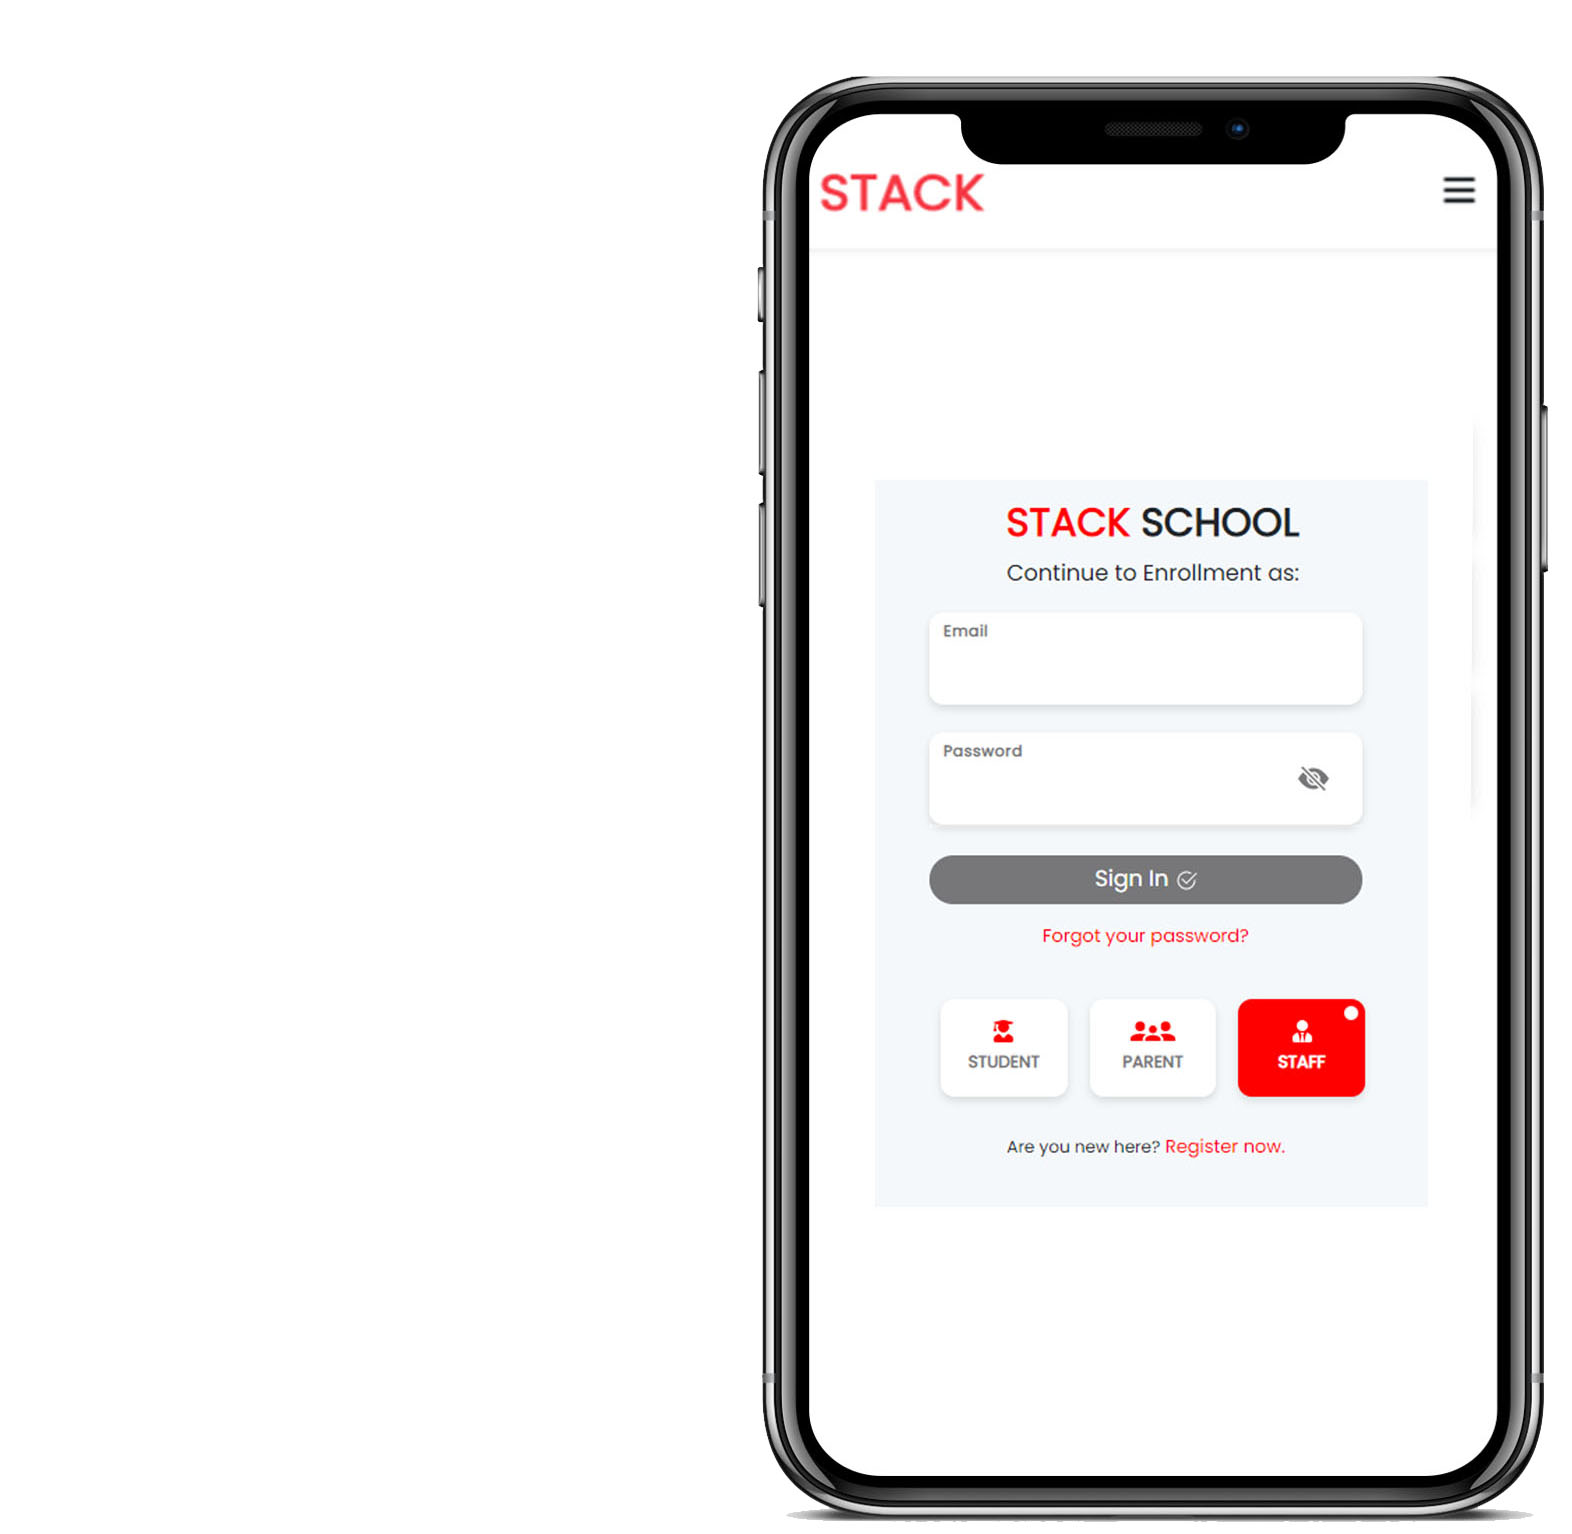 STACK
STACK SCHOOL
Continue to Enrollment as:
Email
Password
Sign In
Forgot your password?
STUDENT PARENT STAFF
Are you new here? Register now.